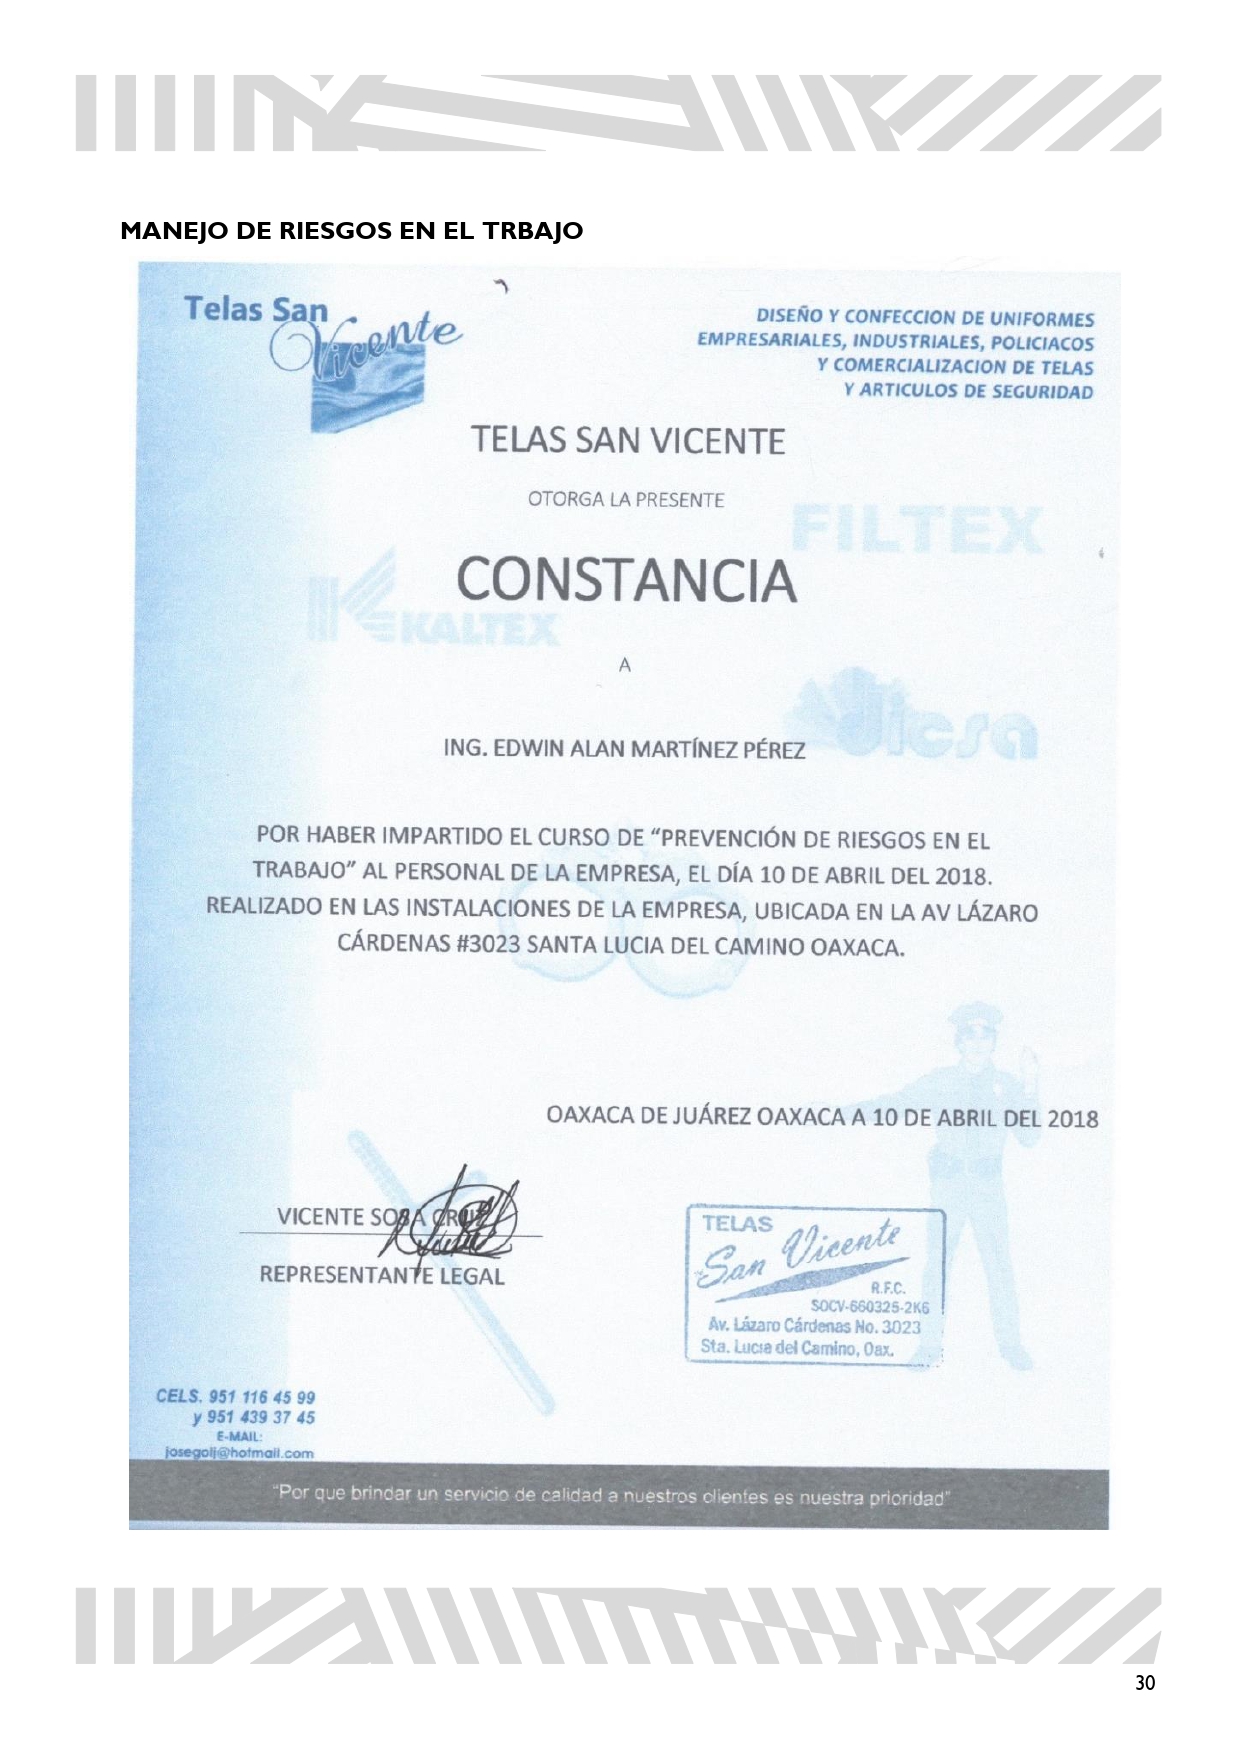 MANEJO DE RIESGOS EN EL TRBAJO
Telas San
Vicente
DISEÑO Y CONFECCION DE UNIFORMES
EMPRESARIALES, INDUSTRIALES, POLICIACOS
Y COMERCIALIZACION DE TELAS
Y ARTICULOS DE SEGURIDAD
TELAS SAN VICENTE
OTORGA LA PRESENTE
FILTEX
CONSTANCIA
KALTEX
A
dicsa
ING. EDWIN ALAN MARTÍNEZ PÉREZ
POR HABER IMPARTIDO EL CURSO DE “PREVENCIÓN DE RIESGOS EN EL
TRABAJO” AL PERSONAL DE LA EMPRESA, EL DÍA 10 DE ABRIL DEL 2018.
REALIZADO EN LAS INSTALACIONES DE LA EMPRESA, UBICADA EN LA AV LÁZARO
CÁRDENAS #3023 SANTA LUCIA DEL CAMINO OAXACA.
OAXACA DE JUÁREZ OAXACA A 10 DE ABRIL DEL 2018
VICENTE SOSA CRUZ
REPRESENTANTE LEGAL
TELAS
San Vicente
R.F.C.
SOCV-660325-2K6
Av. Lázaro Cárdenas No. 3023
Sta. Lucia del Camino, Oax.
CELS. 951 116 45 99
y 951 439 37 45
E-MAIL:
josegolj@hotmail.com
"Por que brindar un servicio de calidad a nuestros clientes es nuestra prioridad"
30